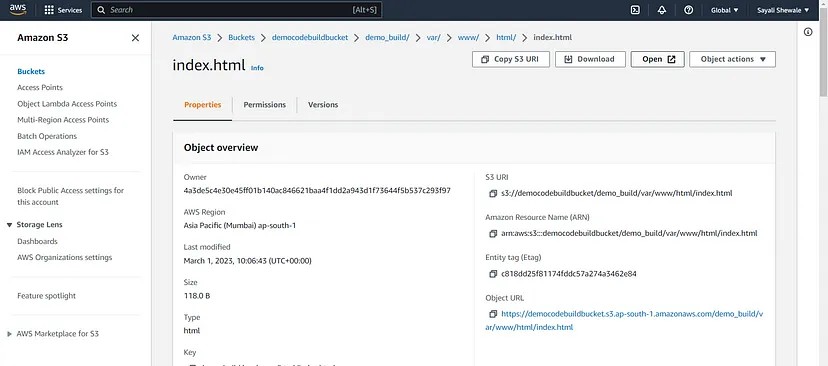 aws
Services
Search
[Alt+S]
Global
Sayali Shewale
Amazon S3
Buckets
Access Points
Object Lambda Access Points
Multi-Region Access Points
Batch Operations
IAM Access Analyzer for S3
Block Public Access settings for
this account
Storage Lens
Dashboards
AWS Organizations settings
Feature spotlight
AWS Marketplace for S3
Amazon S3 > Buckets > democodebuildbucket > demo_build/ > var/ > www/ > html/ > index.html
index.html Info
Copy S3 URI
Download
Open
Object actions
Properties
Permissions
Versions
Object overview
Owner
4a3de5c4e30e45ff01b140ac846621baa4f1dd2a943d1f73644f5b537c293f97
AWS Region
Asia Pacific (Mumbai) ap-south-1
Last modified
March 1, 2023, 10:06:43 (UTC+00:00)
Size
118.0 B
Type
html
Key
S3 URI
s3://democodebuildbucket/demo_build/var/www/html/index.html
Amazon Resource Name (ARN)
arn:aws:s3:::democodebuildbucket/demo_build/var/www/html/index.html
Entity tag (Etag)
c818dd25f81174fddc57a274a3462e84
Object URL
https://democodebuildbucket.s3.ap-south-1.amazonaws.com/demo_build/v
ar/www/html/index.html